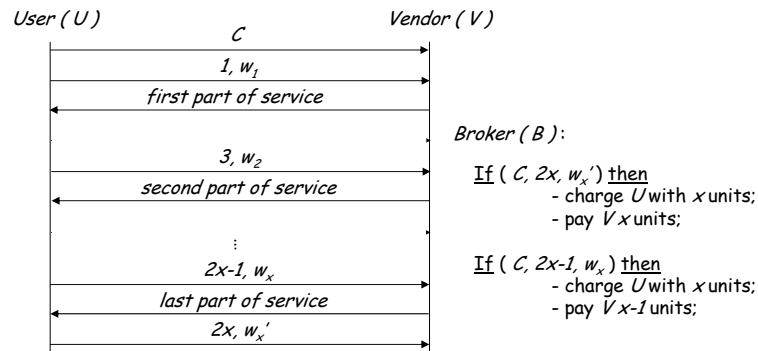 User ( U )
Vendor ( V )
C
1, w₁
first part of service
Broker ( B ) :
3, w₂
If ( C, 2x, wₓ′ ) then
second part of service
- charge U with x units;
- pay V x units;
⋮
If ( C, 2x-1, wₓ ) then
2x-1, wₓ
- charge U with x units;
last part of service
- pay V x-1 units;
2x, wₓ′